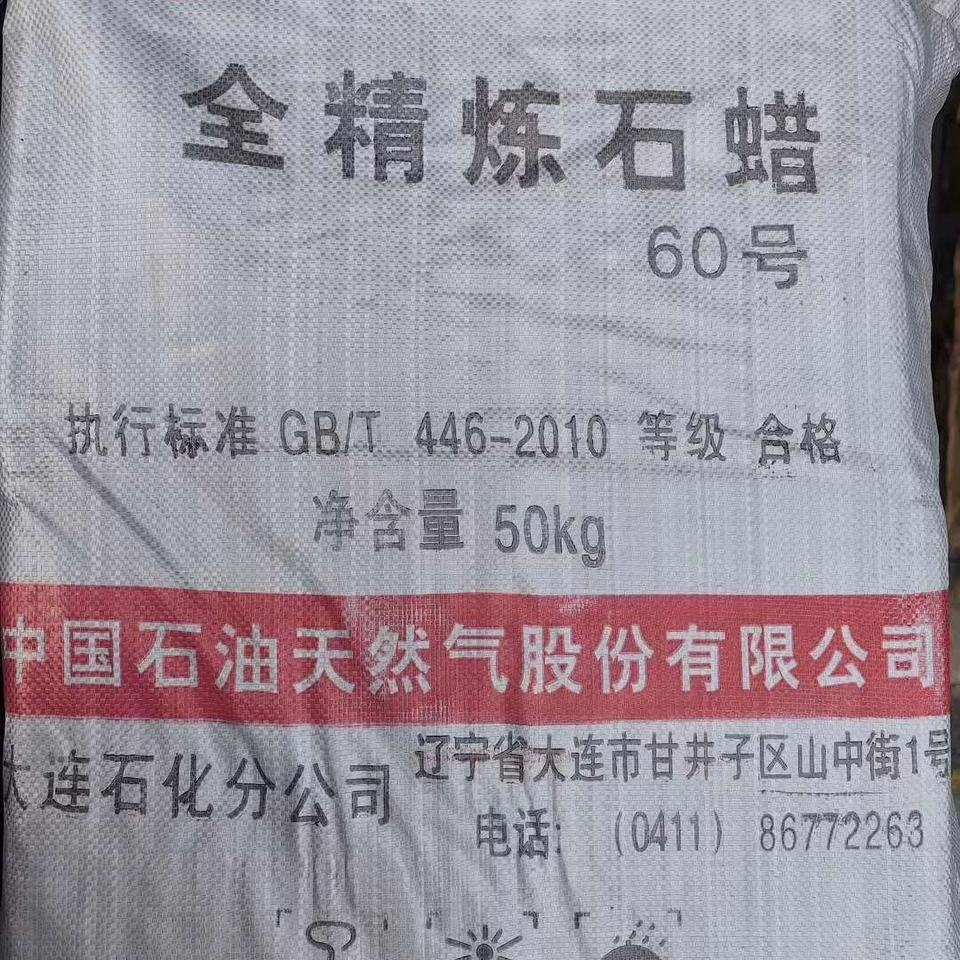 全精炼石蜡
60号
执行标准 GB/T 446-2010 等级 合格
净含量 50kg
中国石油天然气股份有限公司
大连石化分公司
辽宁省大连市甘井子区山中街1号
电话: (0411) 86772263